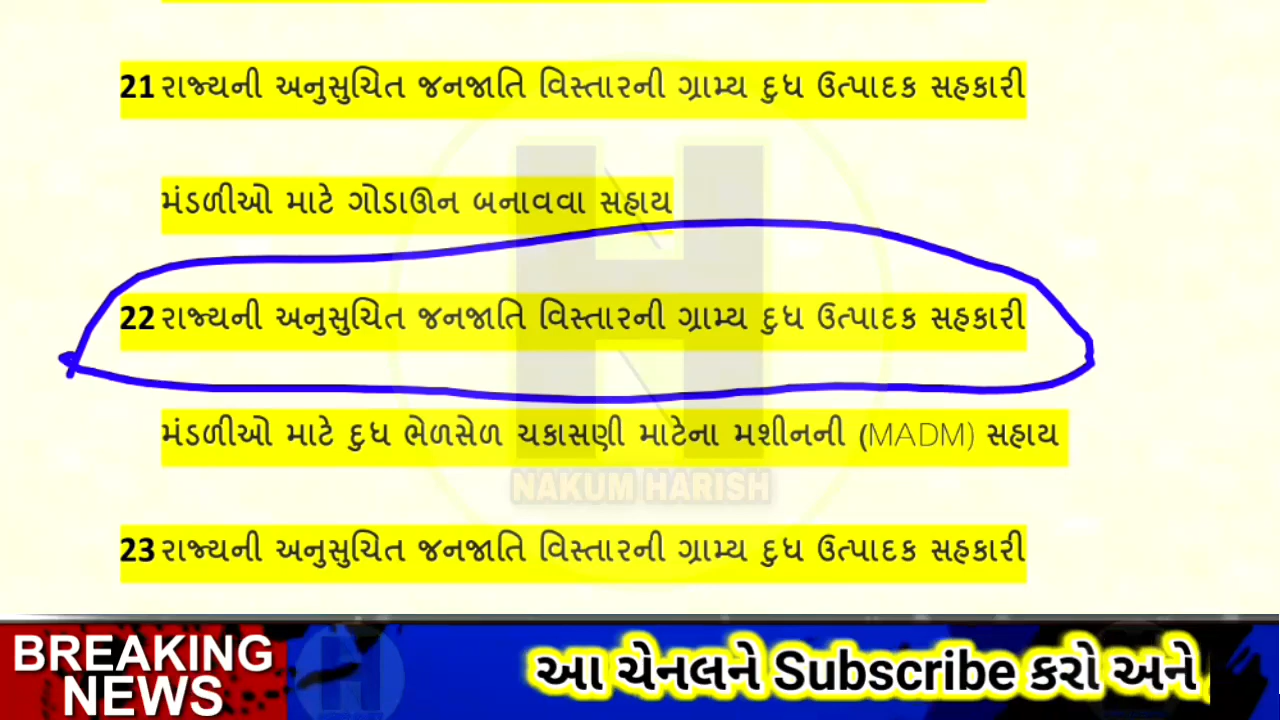 21 રાજ્યની અનુસુચિત જનજાતિ વિસ્તારની ગ્રામ્ય દુધ ઉત્પાદક સહકારી
મંડળીઓ માટે ગોડાઊન બનાવવા સહાય
22 રાજ્યની અનુસુચિત જનજાતિ વિસ્તારની ગ્રામ્ય દુધ ઉત્પાદક સહકારી
મંડળીઓ માટે દુધ ભેળસેળ ચકાસણી માટેના મશીનની (MADM) સહાય
NAKUM HARISH
23 રાજ્યની અનુસુચિત જનજાતિ વિસ્તારની ગ્રામ્ય દુધ ઉત્પાદક સહકારી
BREAKING NEWS
આ ચેનલને Subscribe કરો અને